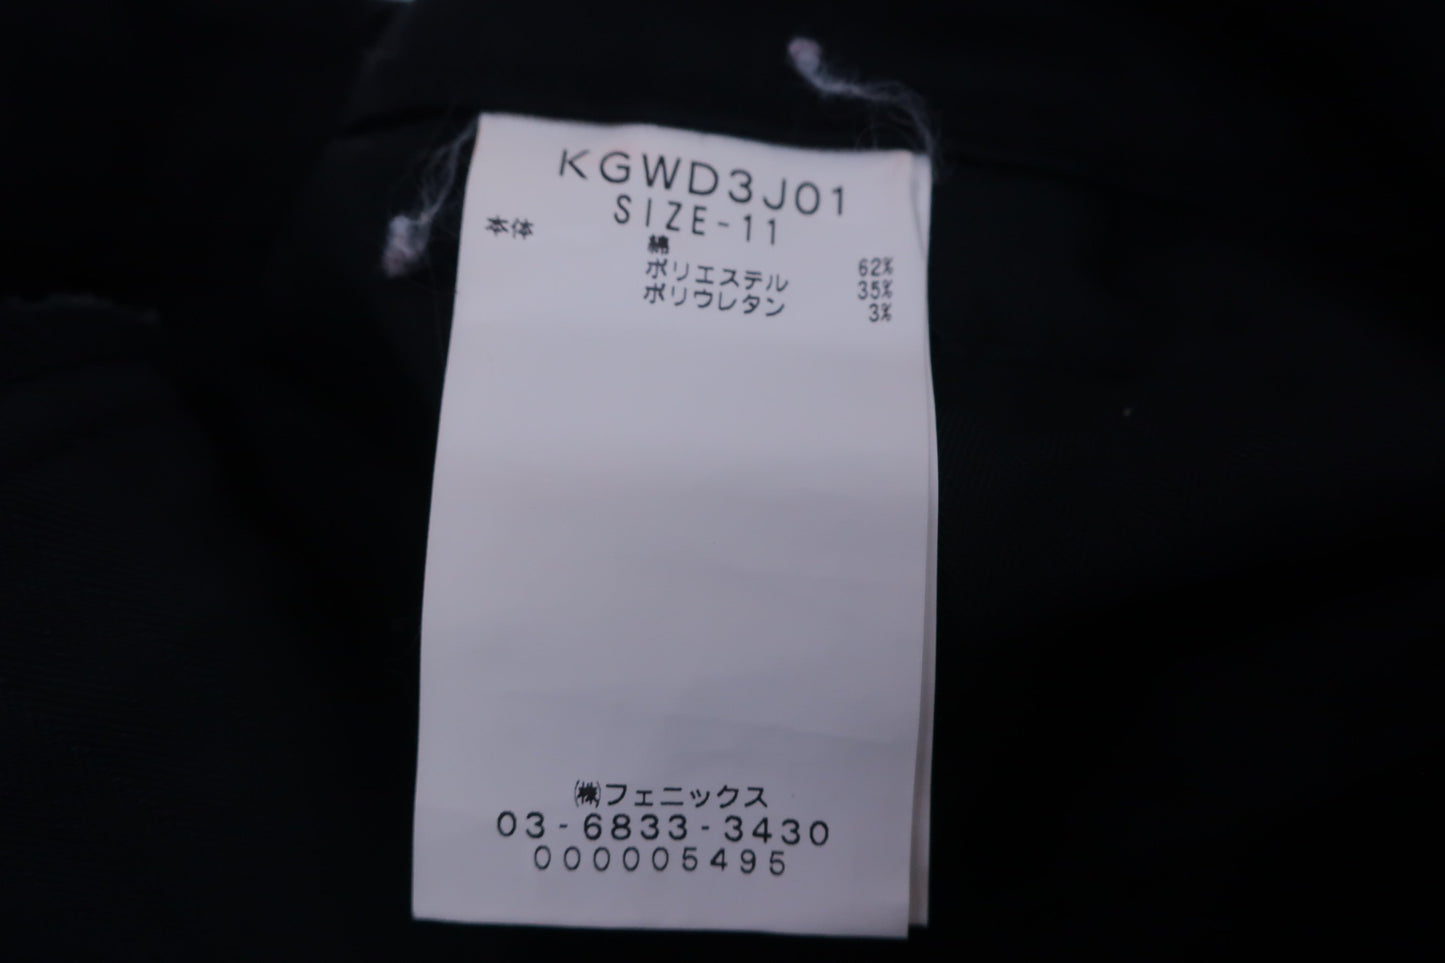 KGWD3J01
SIZE-11
本体
綿 62%
ポリエステル 35%
ポリウレタン 3%
㈱フェニックス
03-6833-3430
000005495